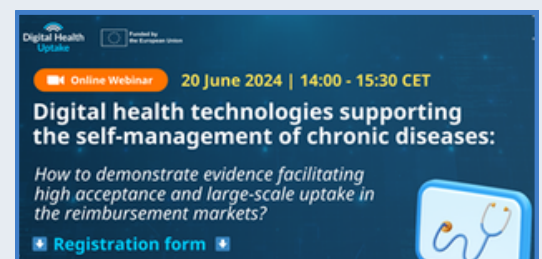 Digital Health
Uptake
Funded by
the European Union
Online Webinar
20 June 2024 | 14:00 - 15:30 CET
Digital health technologies supporting
the self-management of chronic diseases:
How to demonstrate evidence facilitating
high acceptance and large-scale uptake in
the reimbursement markets?
Registration form